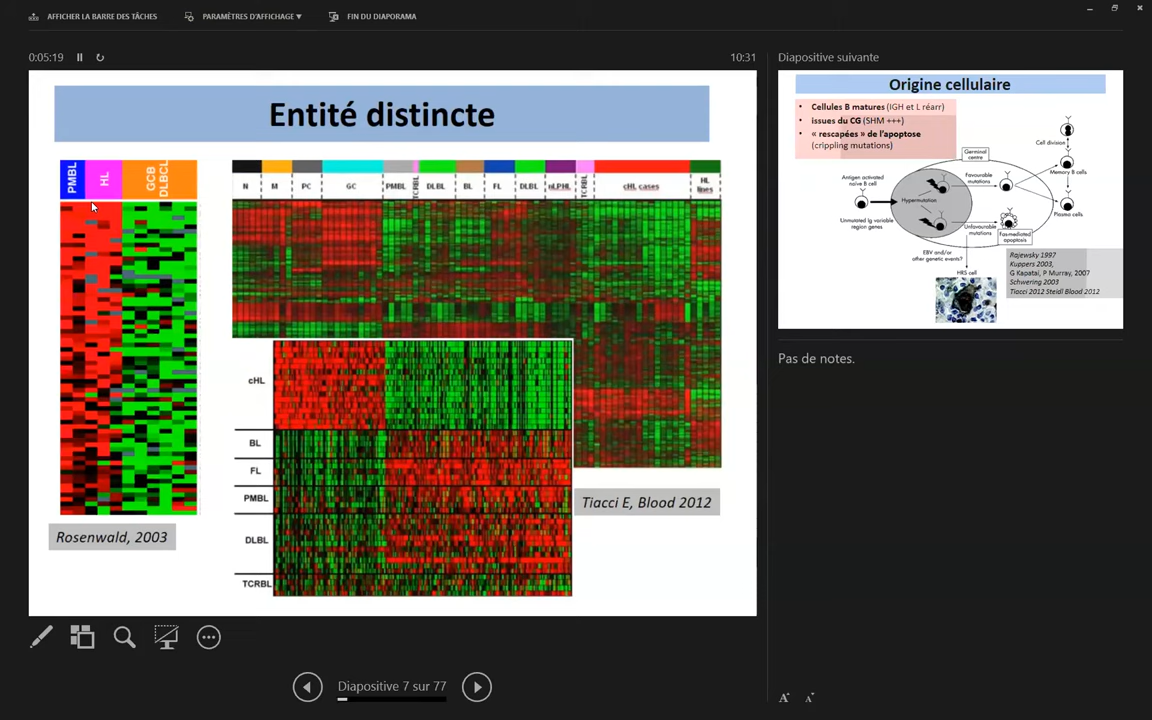 AFFICHER LA BARRE DES TÂCHES
PARAMÈTRES D'AFFICHAGE ▾
FIN DU DIAPORAMA
0:05:19
10:31
Entité distincte
PMBL
HL
GCB
DLBCL
N
M
PC
GC
PMBL
TCRBL
DLBL
BL
FL
DLBL
nLPHL
TCRBL
cHL cases
HL
lines
cHL
BL
FL
PMBL
DLBL
TCRBL
Rosenwald, 2003
Tiacci E, Blood 2012
Diapositive 7 sur 77
Diapositive suivante
Origine cellulaire
• Cellules B matures (IGH et L réarr)
• issues du CG (SHM +++)
• « rescapées » de l'apoptose
(crippling mutations)
Cell division
Germinal
centre
Antigen activated
naïve B cell
Favourable
mutations
Memory B cells
Hypermutation
Plasma cells
Unmutated Ig variable
region genes
Unfavourable
mutations
Fas-mediated
apoptosis
EBV and/or
other genetic events?
HRS cell
Rajewsky 1997
Kuppers 2003,
G Kapatai, P Murray, 2007
Schwering 2003
Tiacci 2012 Steidl Blood 2012
Pas de notes.
A
A